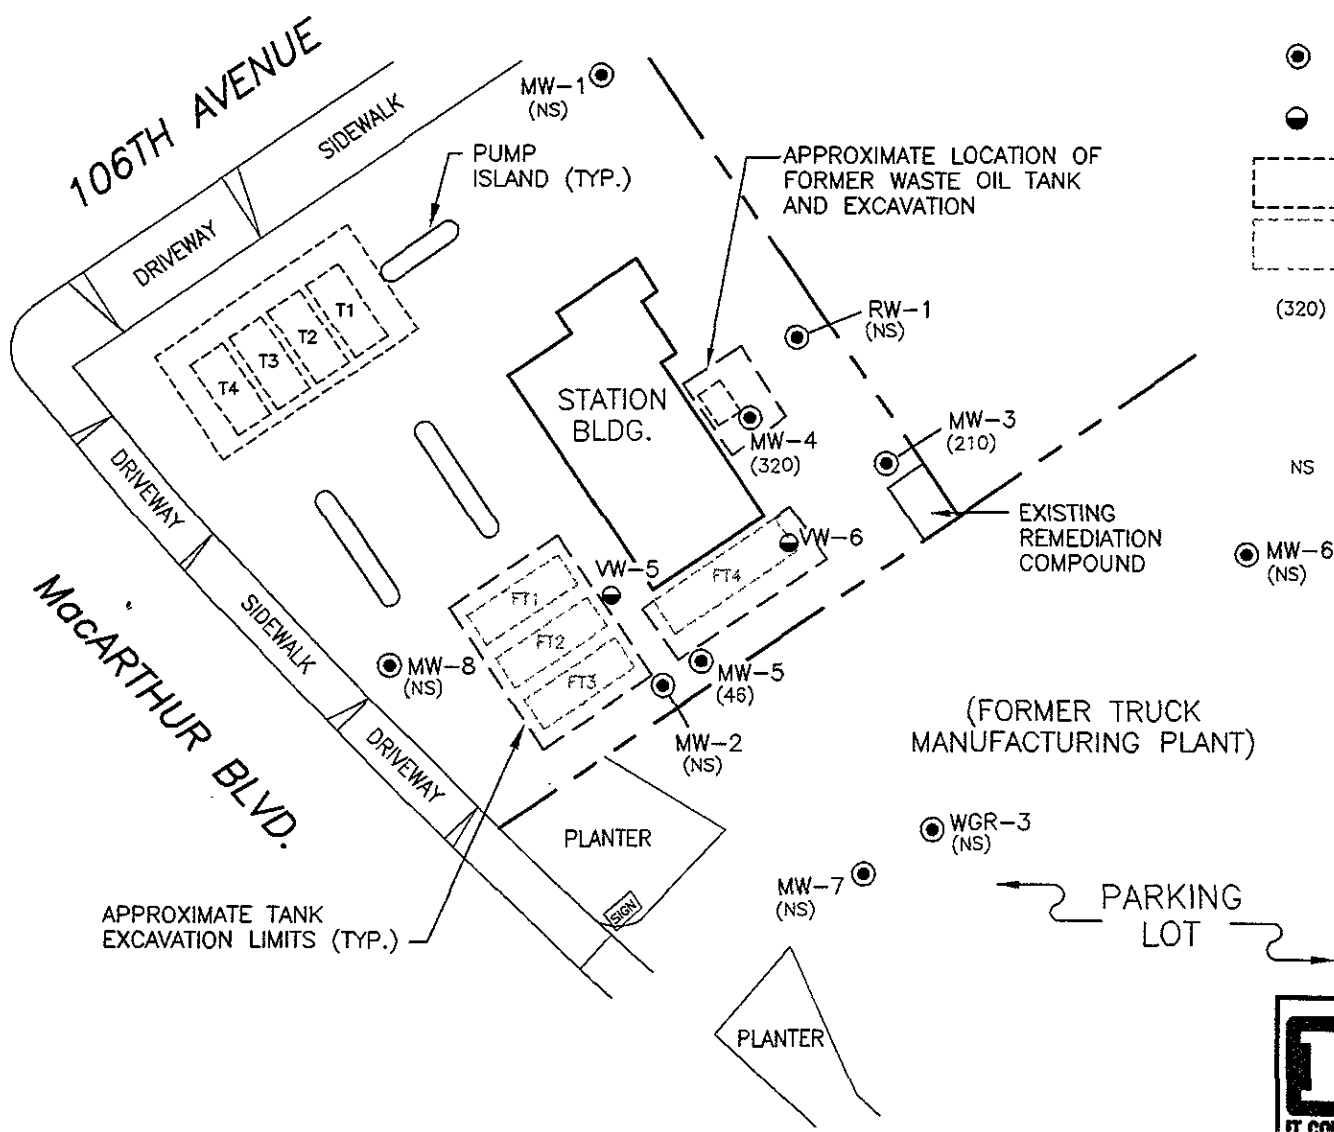 106TH AVENUE
SIDEWALK
DRIVEWAY
MW-1
(NS)
PUMP
ISLAND (TYP.)
APPROXIMATE LOCATION OF
FORMER WASTE OIL TANK
AND EXCAVATION
(320)
T1
T2
T3
T4
RW-1
(NS)
STATION
BLDG.
MW-4
(320)
MW-3
(210)
NS
EXISTING
REMEDIATION
COMPOUND
MW-6
(NS)
DRIVEWAY
MacARTHUR BLVD.
SIDEWALK
DRIVEWAY
VW-5
VW-6
FT1
FT2
FT3
FT4
MW-8
(NS)
MW-5
(46)
MW-2
(NS)
(FORMER TRUCK
MANUFACTURING PLANT)
PLANTER
SIGN
WGR-3
(NS)
MW-7
(NS)
PARKING
LOT
APPROXIMATE TANK
EXCAVATION LIMITS (TYP.)
PLANTER